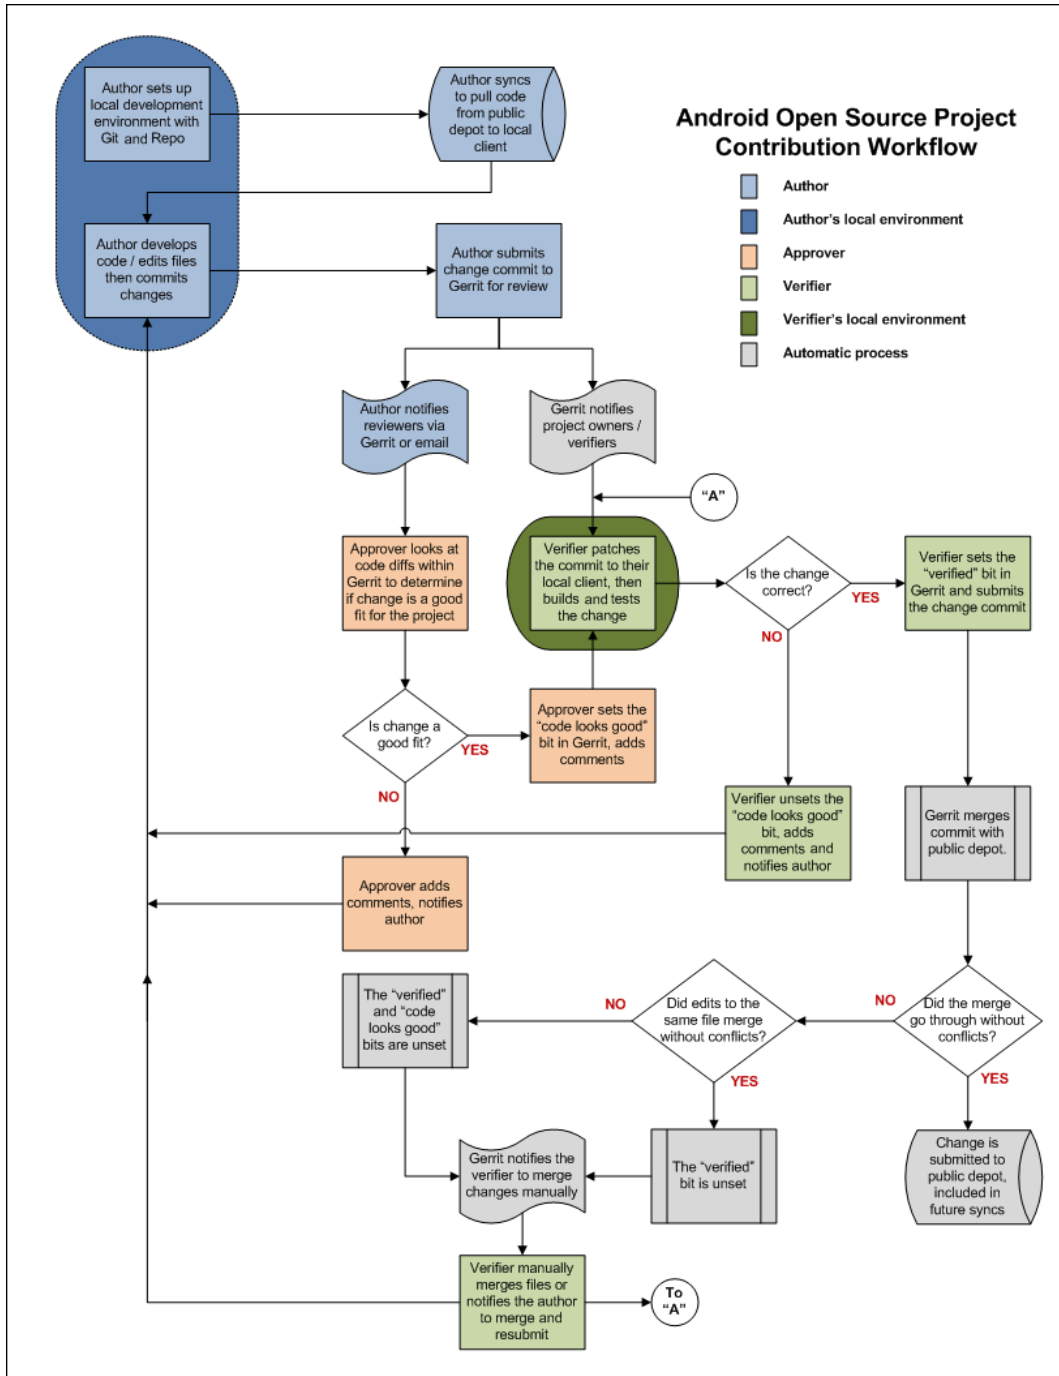 Author sets up
local development
environment with
Git and Repo
Author syncs
to pull code
from public
depot to local
client
Android Open Source Project
Contribution Workflow
Author
Author's local environment
Approver
Verifier
Verifier's local environment
Automatic process
Author develops
code / edits files
then commits
changes
Author submits
change commit to
Gerrit for review
Author notifies
reviewers via
Gerrit or email
Gerrit notifies
project owners /
verifiers
“A”
Approver looks at
code diffs within
Gerrit to determine
if change is a good
fit for the project
Verifier patches
the commit to their
local client, then
builds and tests
the change
Is the change
correct?
YES
NO
Verifier sets the
“verified” bit in
Gerrit and submits
the change commit
Is change a
good fit?
YES
NO
Approver sets the
“code looks good”
bit in Gerrit, adds
comments
Verifier unsets the
“code looks good”
bit, adds
comments and
notifies author
Gerrit merges
commit with
public depot.
Approver adds
comments, notifies
author
The “verified”
and “code
looks good”
bits are unset
NO
Did edits to the
same file merge
without conflicts?
YES
NO
Did the merge
go through without
conflicts?
YES
Gerrit notifies the
verifier to merge
changes manually
The “verified”
bit is unset
Change is
submitted to
public depot,
included in
future syncs
Verifier manually
merges files or
notifies the author
to merge and
resubmit
To
“A”